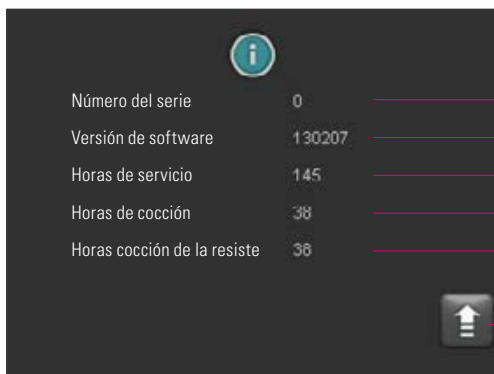 i
Número del serie 0
Versión de software 130207
Horas de servicio 145
Horas de cocción 38
Horas cocción de la resiste 38